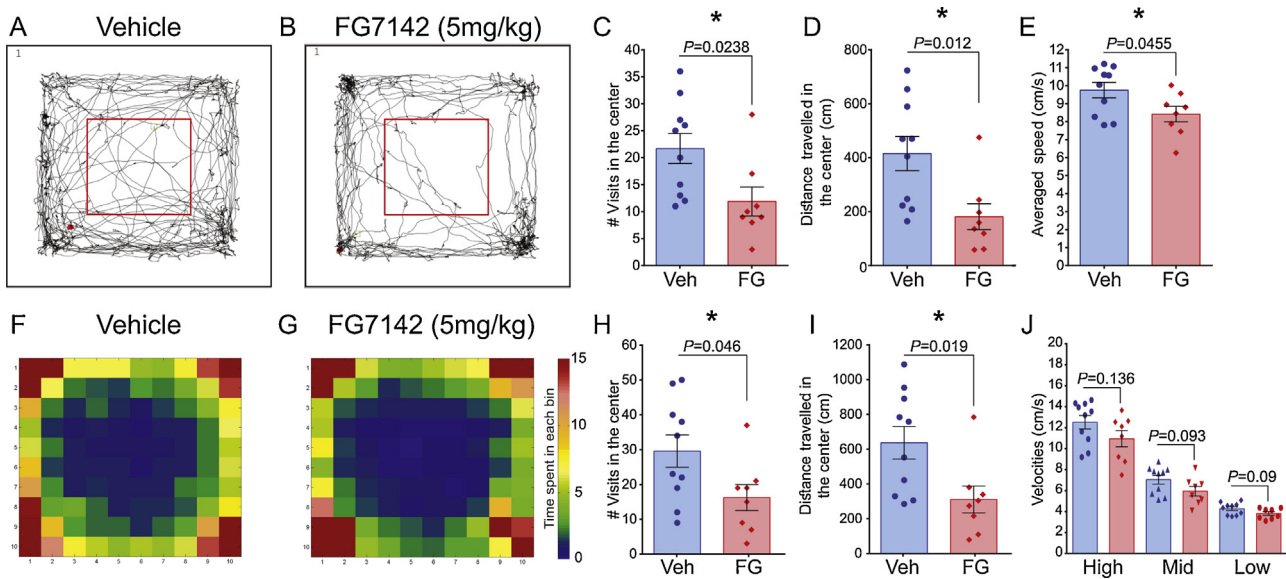 A Vehicle
1
B FG7142 (5mg/kg)
1
C
*
P=0.0238
# Visits in the center
40
35
30
25
20
15
10
5
0
Veh FG
D
*
P=0.012
Distance travelled in
the center (cm)
800
600
400
200
0
Veh FG
E
*
P=0.0455
Averaged speed (cm/s)
12
11
10
9
8
7
6
5
4
3
2
1
0
Veh FG
F Vehicle
1
2
3
4
5
6
7
8
9
10
1 2 3 4 5 6 7 8 9 10
G FG7142 (5mg/kg)
1
2
3
4
5
6
7
8
9
10
1 2 3 4 5 6 7 8 9 10
15
10
5
0
Time spent in each bin
H
*
P=0.046
# Visites in the center
60
50
40
30
20
10
0
Veh FG
I
*
P=0.019
Distance travelled in
the center (cm)
1200
1000
800
600
400
200
0
Veh FG
J
Velocities (cm/s)
20
18
16
14
12
10
8
6
4
2
0
P=0.136
P=0.093
P=0.09
High Mid Low